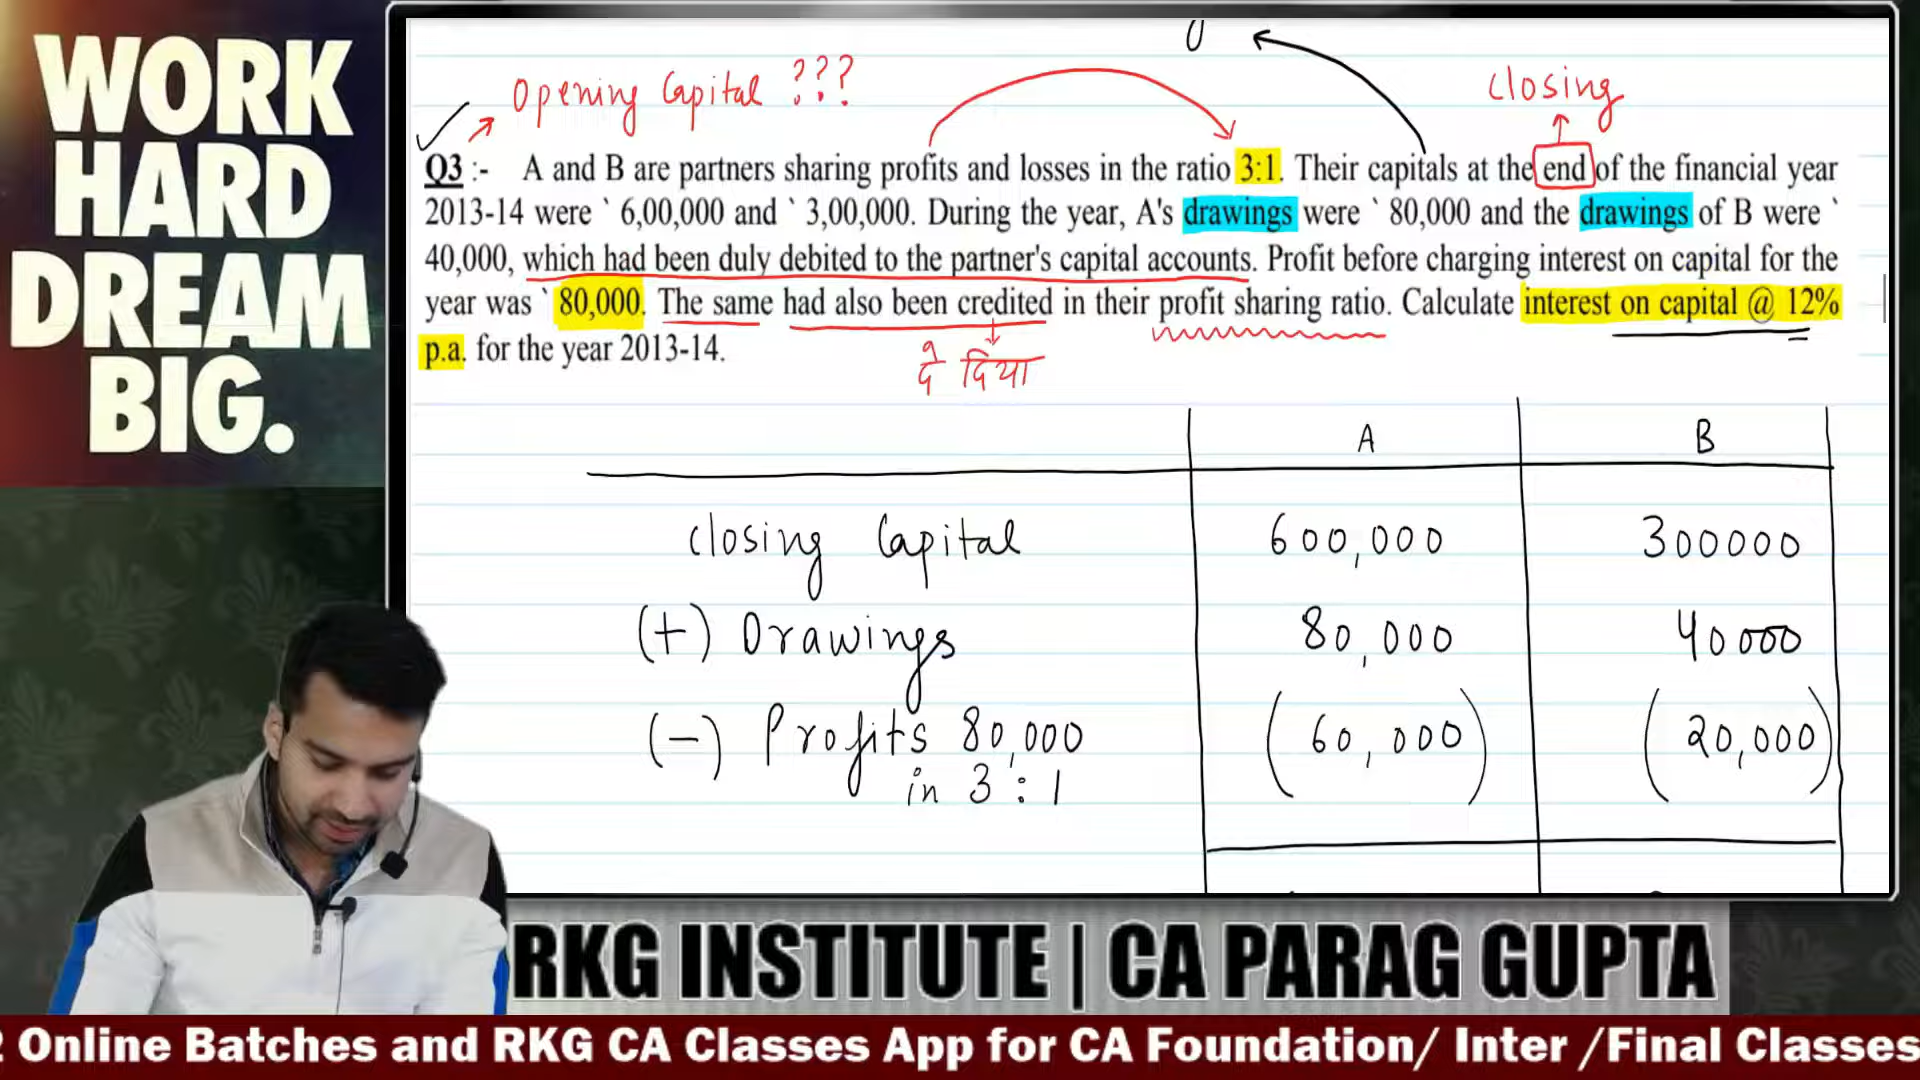 WORK
HARD
DREAM
BIG.
Opening Capital ???
closing
Q3 :- A and B are partners sharing profits and losses in the ratio 3:1. Their capitals at the end of the financial year
2013-14 were ` 6,00,000 and ` 3,00,000. During the year, A's drawings were ` 80,000 and the drawings of B were `
40,000, which had been duly debited to the partner's capital accounts. Profit before charging interest on capital for the
year was ` 80,000. The same had also been credited in their profit sharing ratio. Calculate interest on capital @ 12%
p.a. for the year 2013-14.
दे दिया
A B
Closing Capital 600,000 300000
(+) Drawings 80,000 40000
(-) Profits 80,000 (60,000) (20,000)
in 3 : 1
RKG INSTITUTE | CA PARAG GUPTA
Online Batches and RKG CA Classes App for CA Foundation/ Inter /Final Classes